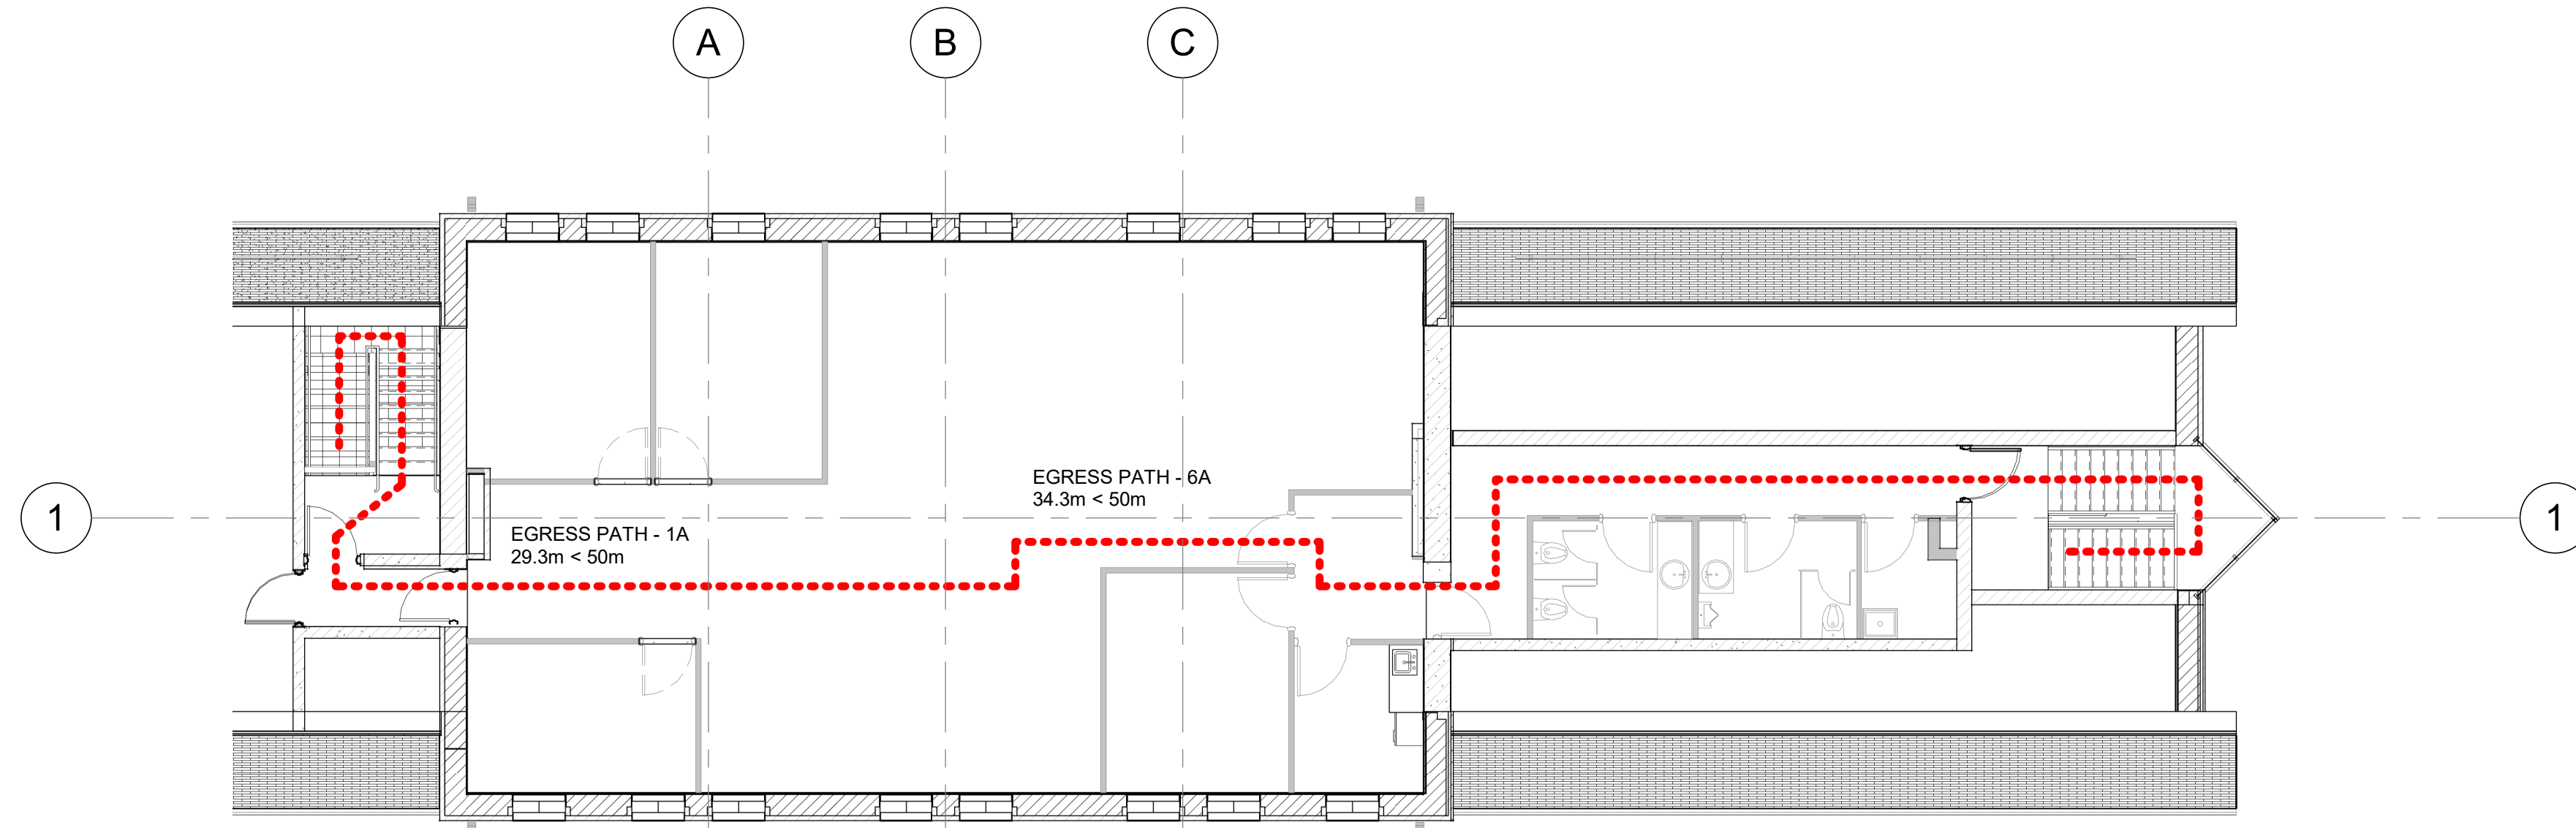 A
B
C
EGRESS PATH - 6A
34.3m < 50m
1
1
EGRESS PATH - 1A
29.3m < 50m